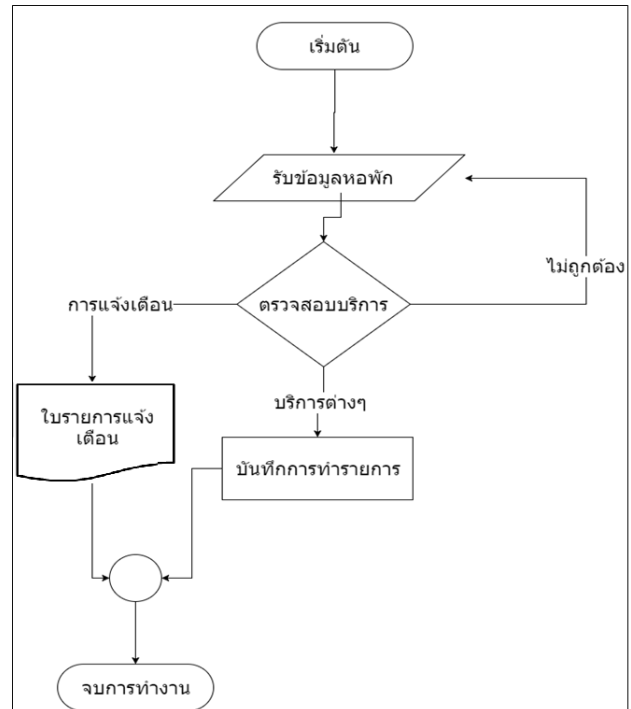 เริ่มต้น
รับข้อมูลหอพัก
ไม่ถูกต้อง
การแจ้งเตือน
ตรวจสอบบริการ
บริการต่างๆ
ใบรายการแจ้ง
เตือน
บันทึกการทำรายการ
จบการทำงาน